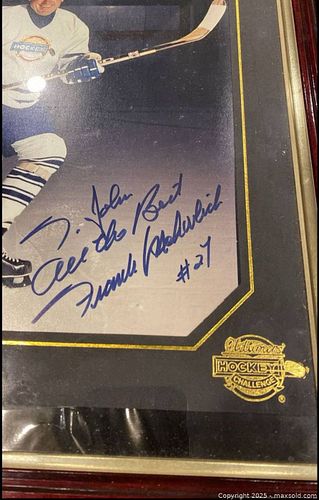 HOCKEY
To John
All the Best
Frank Mahovlich
#27
Oldtimers'
HOCKEY
CHALLENGE
®
Copyright 2025 - maxsold.com